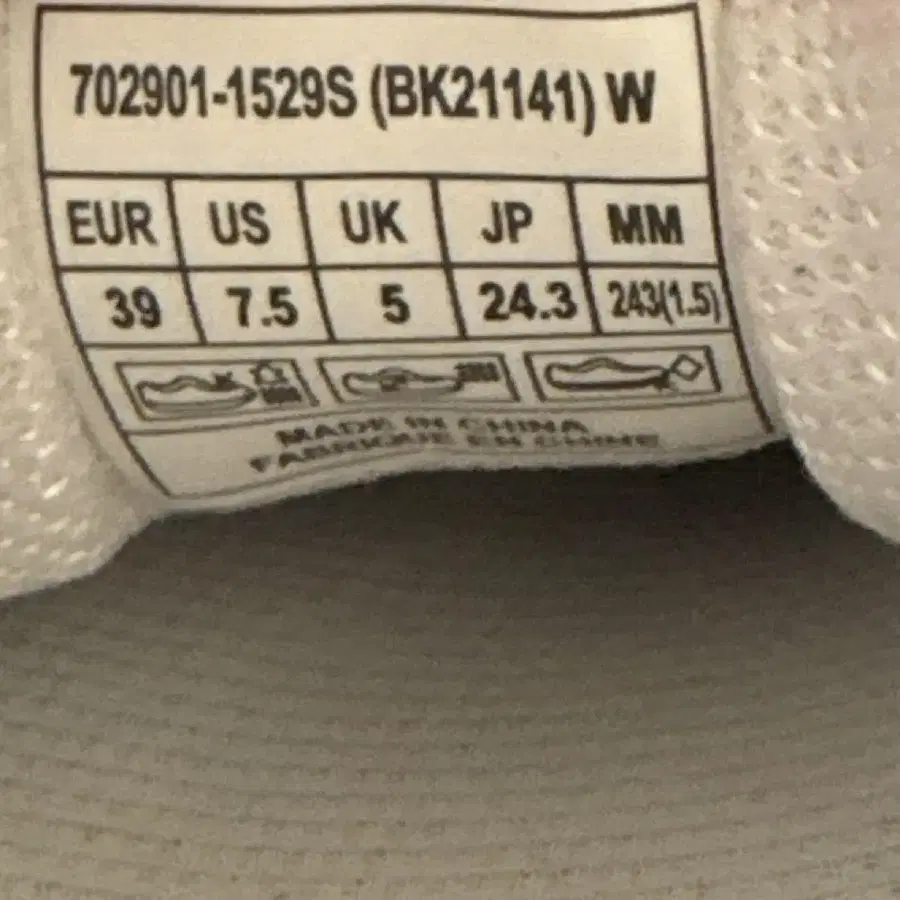 702901-1529S (BK21141) W
EUR US UK JP MM
39 7.5 5 24.3 243(1.5)
MADE IN CHINA
FABRIQUE EN CHINE